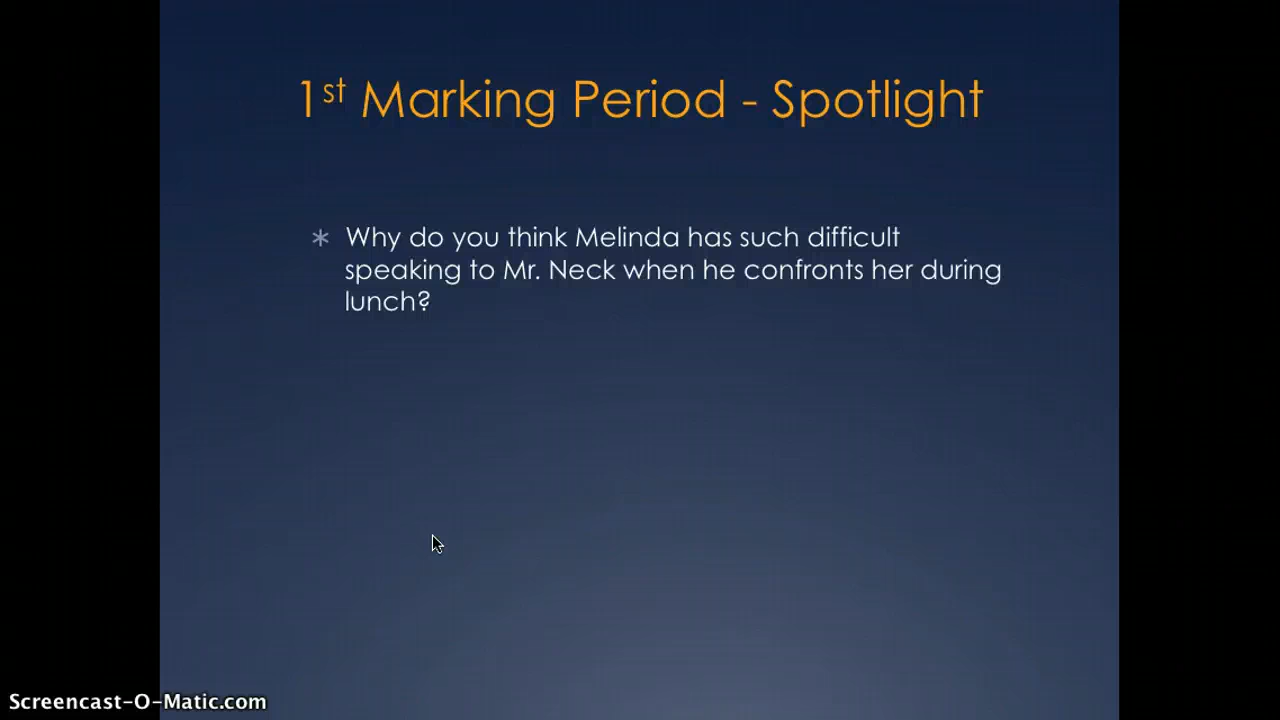 1st Marking Period - Spotlight
* Why do you think Melinda has such difficult
speaking to Mr. Neck when he confronts her during
lunch?
Screencast-O-Matic.com